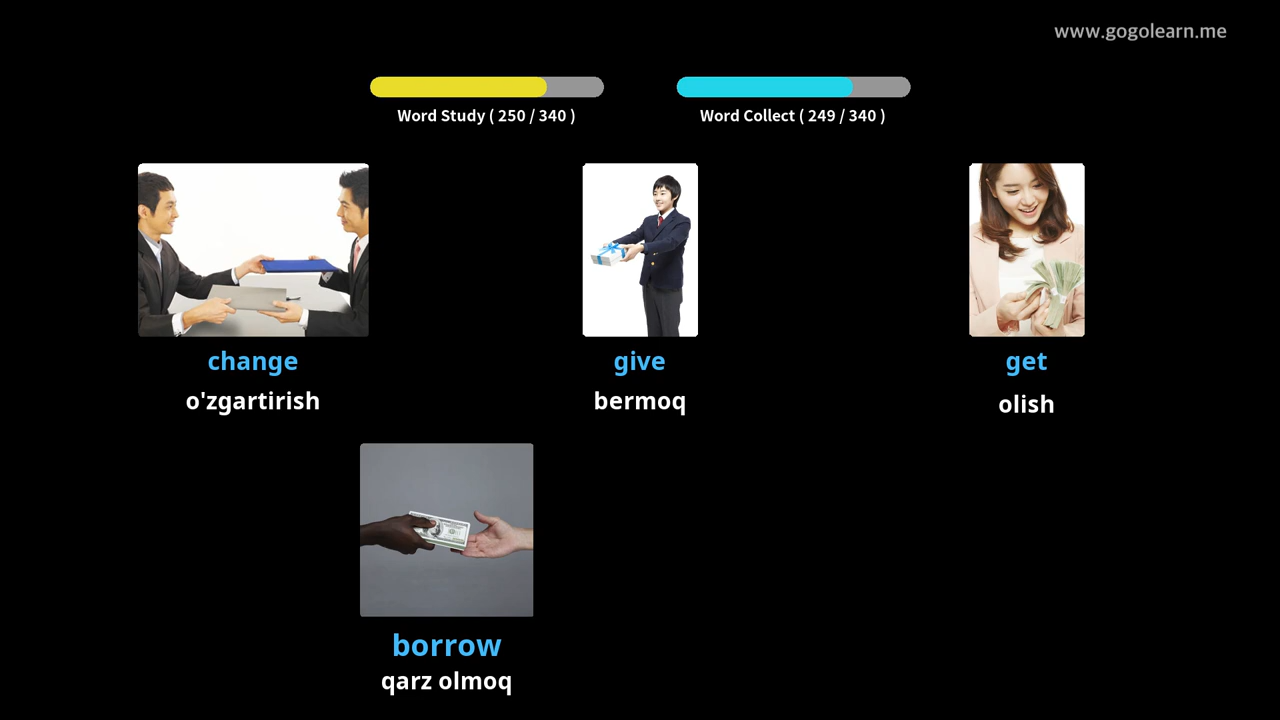 www.gogolearn.me
Word Study ( 250 / 340 )
Word Collect ( 249 / 340 )
change
give
get
o'zgartirish
bermoq
olish
borrow
qarz olmoq